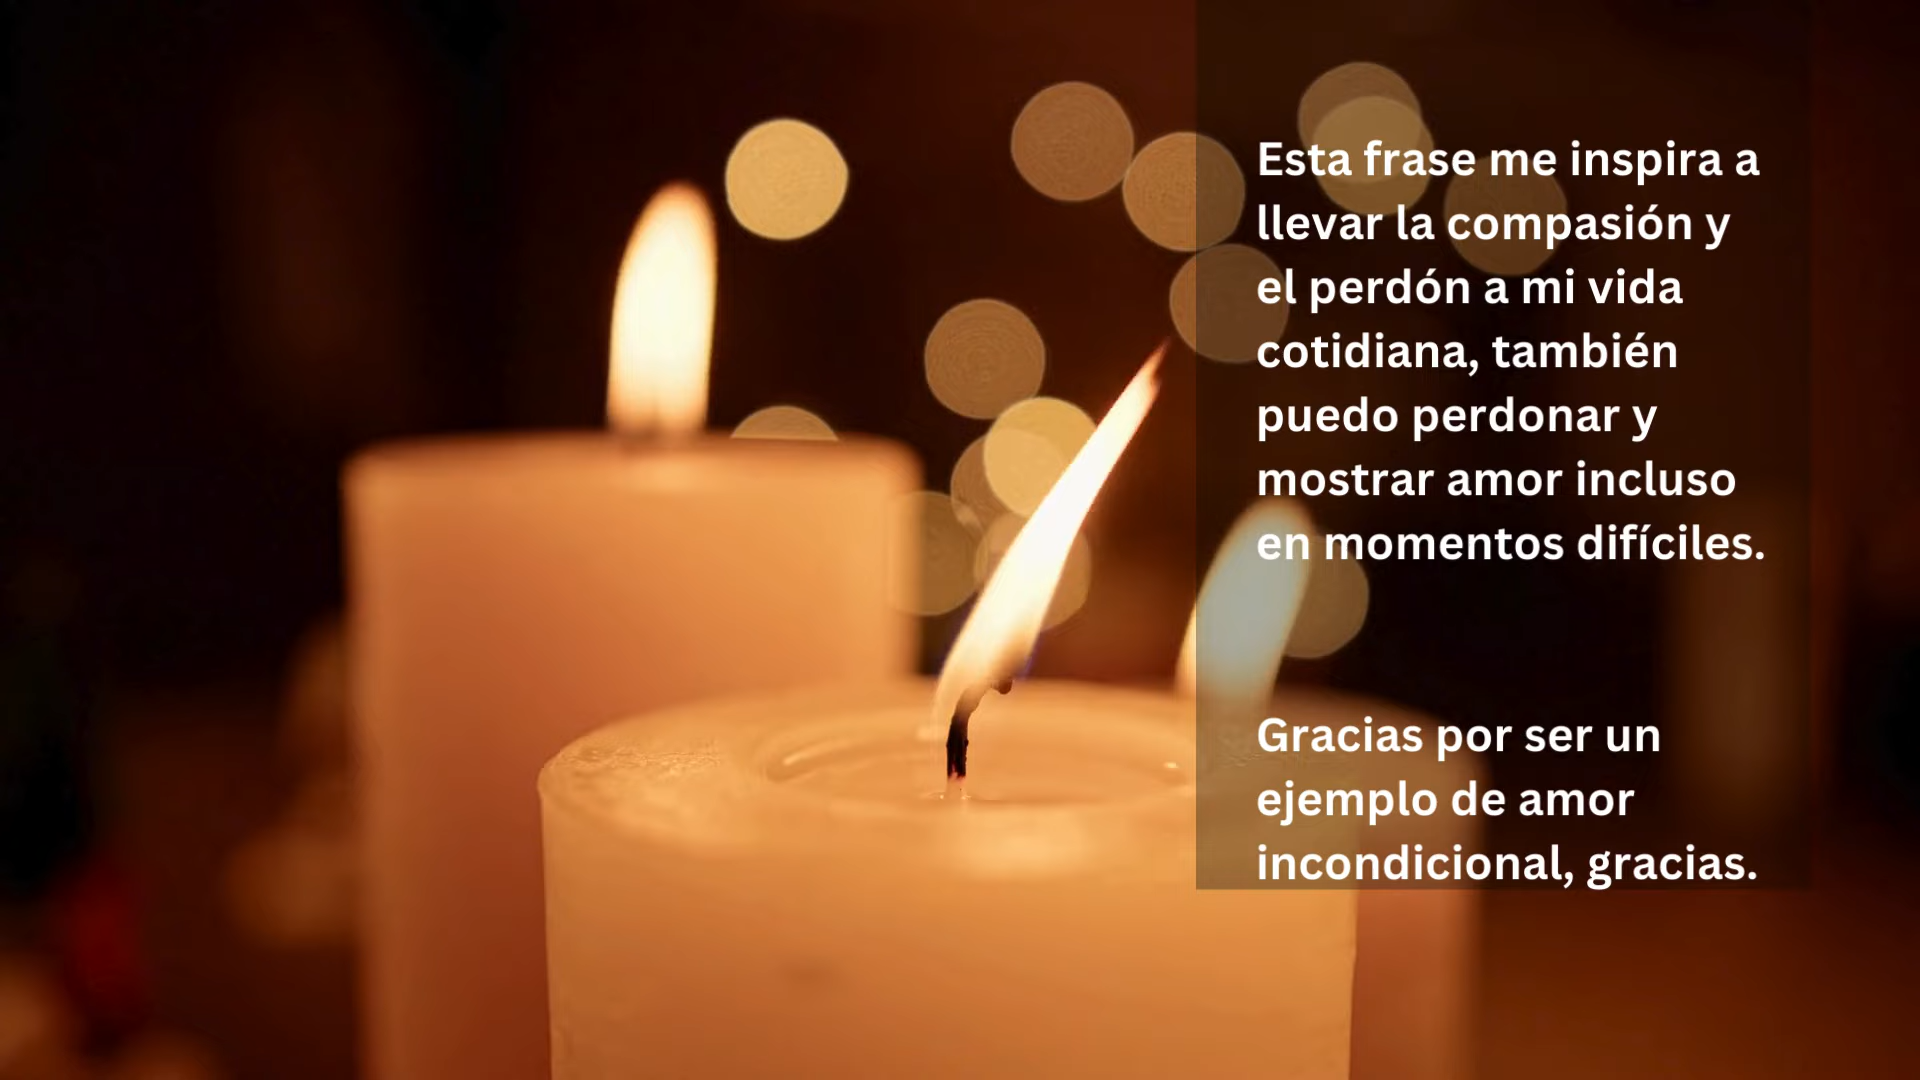 Esta frase me inspira a
llevar la compasión y
el perdón a mi vida
cotidiana, también
puedo perdonar y
mostrar amor incluso
en momentos difíciles.
Gracias por ser un
ejemplo de amor
incondicional, gracias.